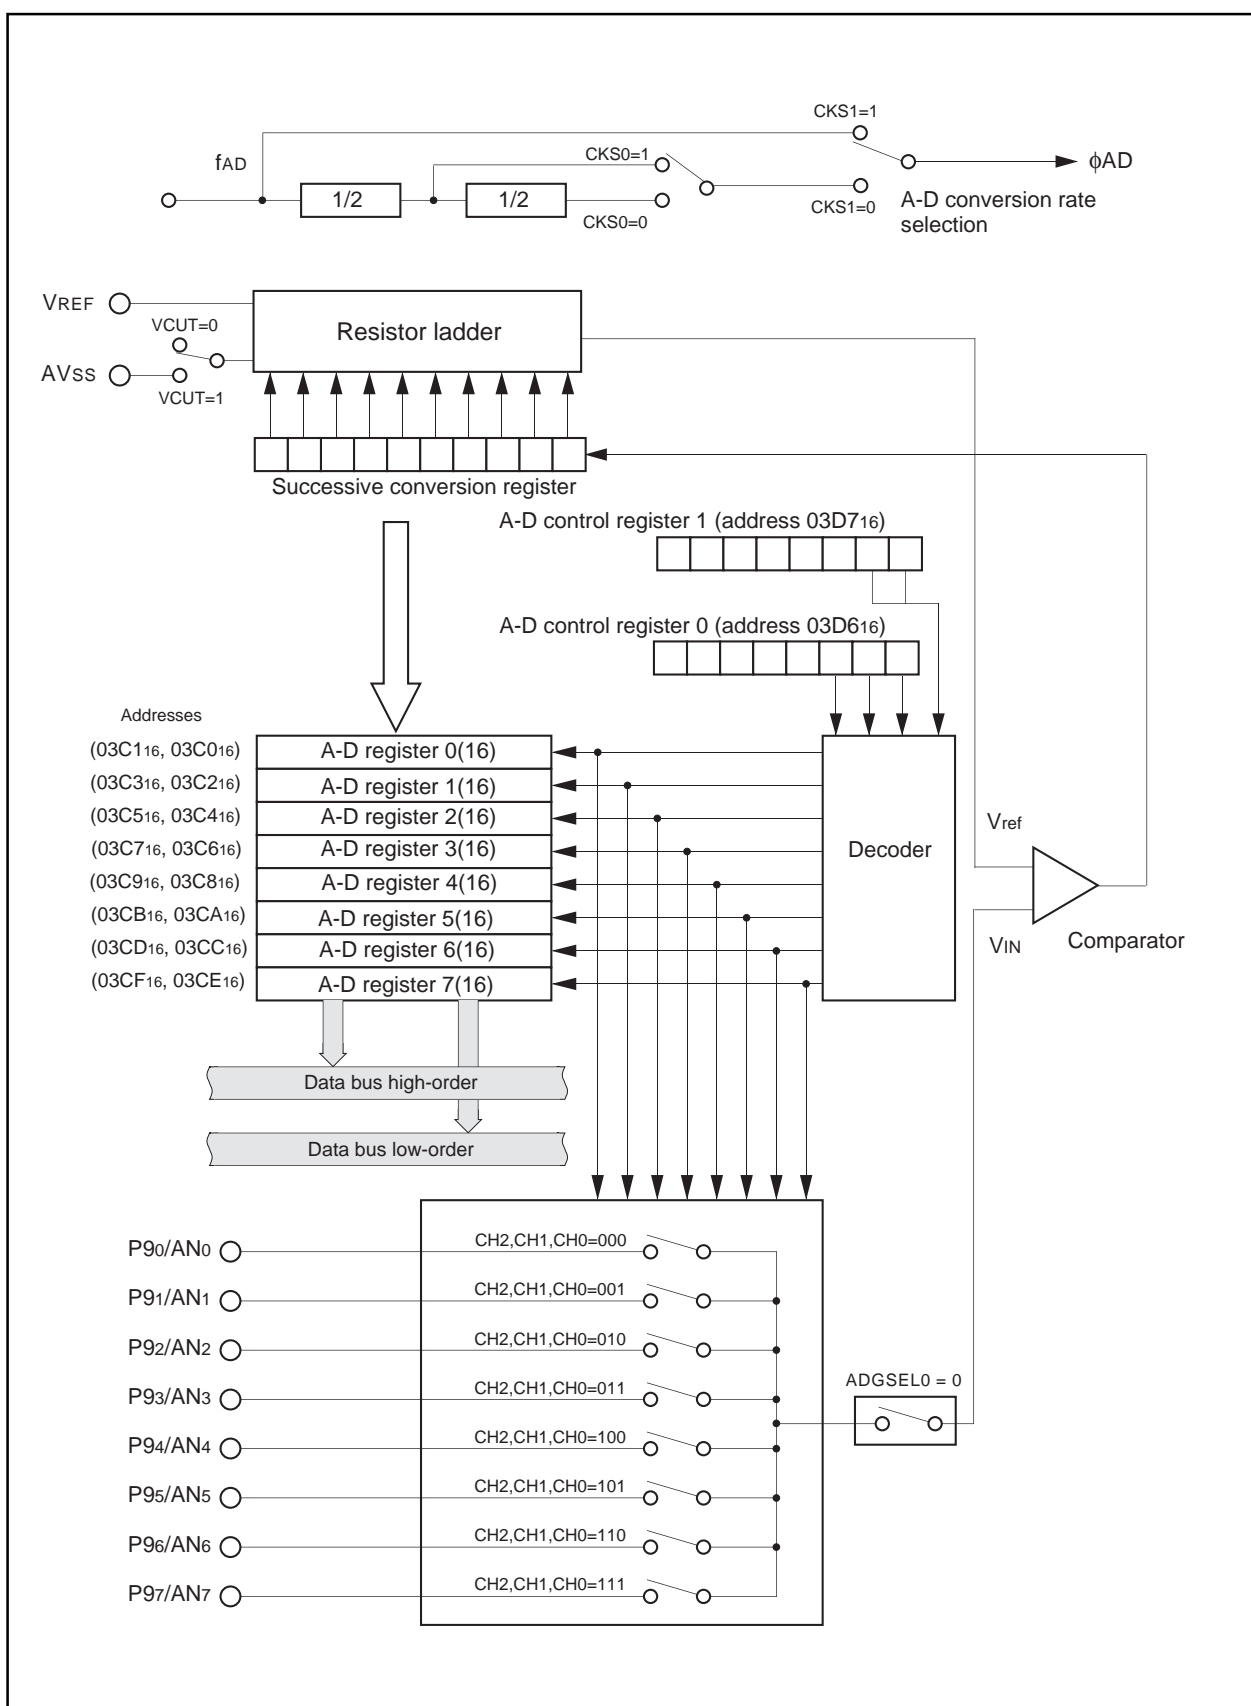 CKS1=1
fAD
CKS0=1
φAD
1/2
1/2
CKS0=0
CKS1=0
A-D conversion rate
selection
VREF
VCUT=0
Resistor ladder
AVSS
VCUT=1
Successive conversion register
A-D control register 1 (address 03D716)
A-D control register 0 (address 03D616)
Addresses
(03C116, 03C016)
A-D register 0(16)
(03C316, 03C216)
A-D register 1(16)
(03C516, 03C416)
A-D register 2(16)
(03C716, 03C616)
A-D register 3(16)
(03C916, 03C816)
A-D register 4(16)
(03CB16, 03CA16)
A-D register 5(16)
(03CD16, 03CC16)
A-D register 6(16)
(03CF16, 03CE16)
A-D register 7(16)
Decoder
Vref
VIN
Comparator
Data bus high-order
Data bus low-order
P90/AN0
CH2,CH1,CH0=000
P91/AN1
CH2,CH1,CH0=001
P92/AN2
CH2,CH1,CH0=010
P93/AN3
CH2,CH1,CH0=011
ADGSEL0 = 0
P94/AN4
CH2,CH1,CH0=100
P95/AN5
CH2,CH1,CH0=101
P96/AN6
CH2,CH1,CH0=110
P97/AN7
CH2,CH1,CH0=111